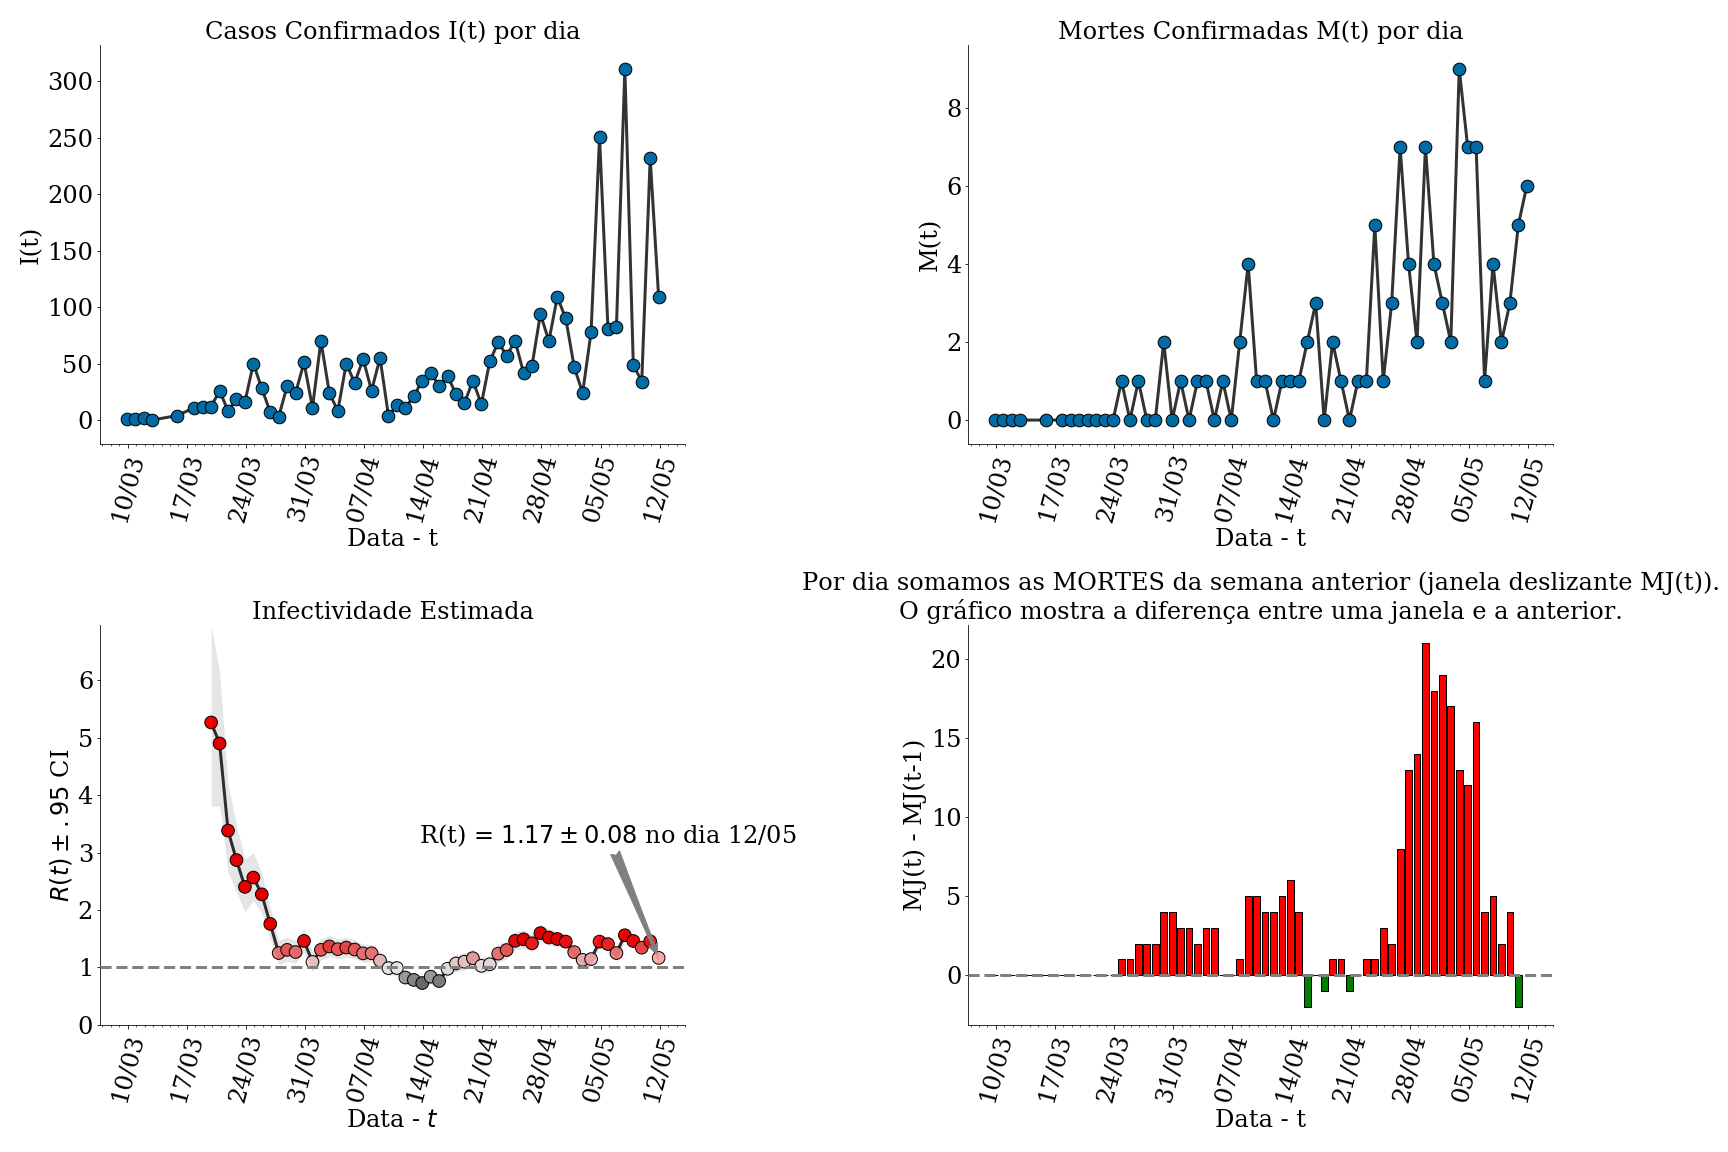 Casos Confirmados I(t) por dia
I(t)
300
250
200
150
100
50
0
10/03 17/03 24/03 31/03 07/04 14/04 21/04 28/04 05/05 12/05
Data - t
Mortes Confirmadas M(t) por dia
M(t)
8
6
4
2
0
10/03 17/03 24/03 31/03 07/04 14/04 21/04 28/04 05/05 12/05
Data - t
Infectividade Estimada
R(t) ± .95 CI
6
5
4
3
2
1
0
R(t) = 1.17 ± 0.08 no dia 12/05
10/03 17/03 24/03 31/03 07/04 14/04 21/04 28/04 05/05 12/05
Data - t
Por dia somamos as MORTES da semana anterior (janela deslizante MJ(t)).
O gráfico mostra a diferença entre uma janela e a anterior.
MJ(t) - MJ(t-1)
20
15
10
5
0
10/03 17/03 24/03 31/03 07/04 14/04 21/04 28/04 05/05 12/05
Data - t